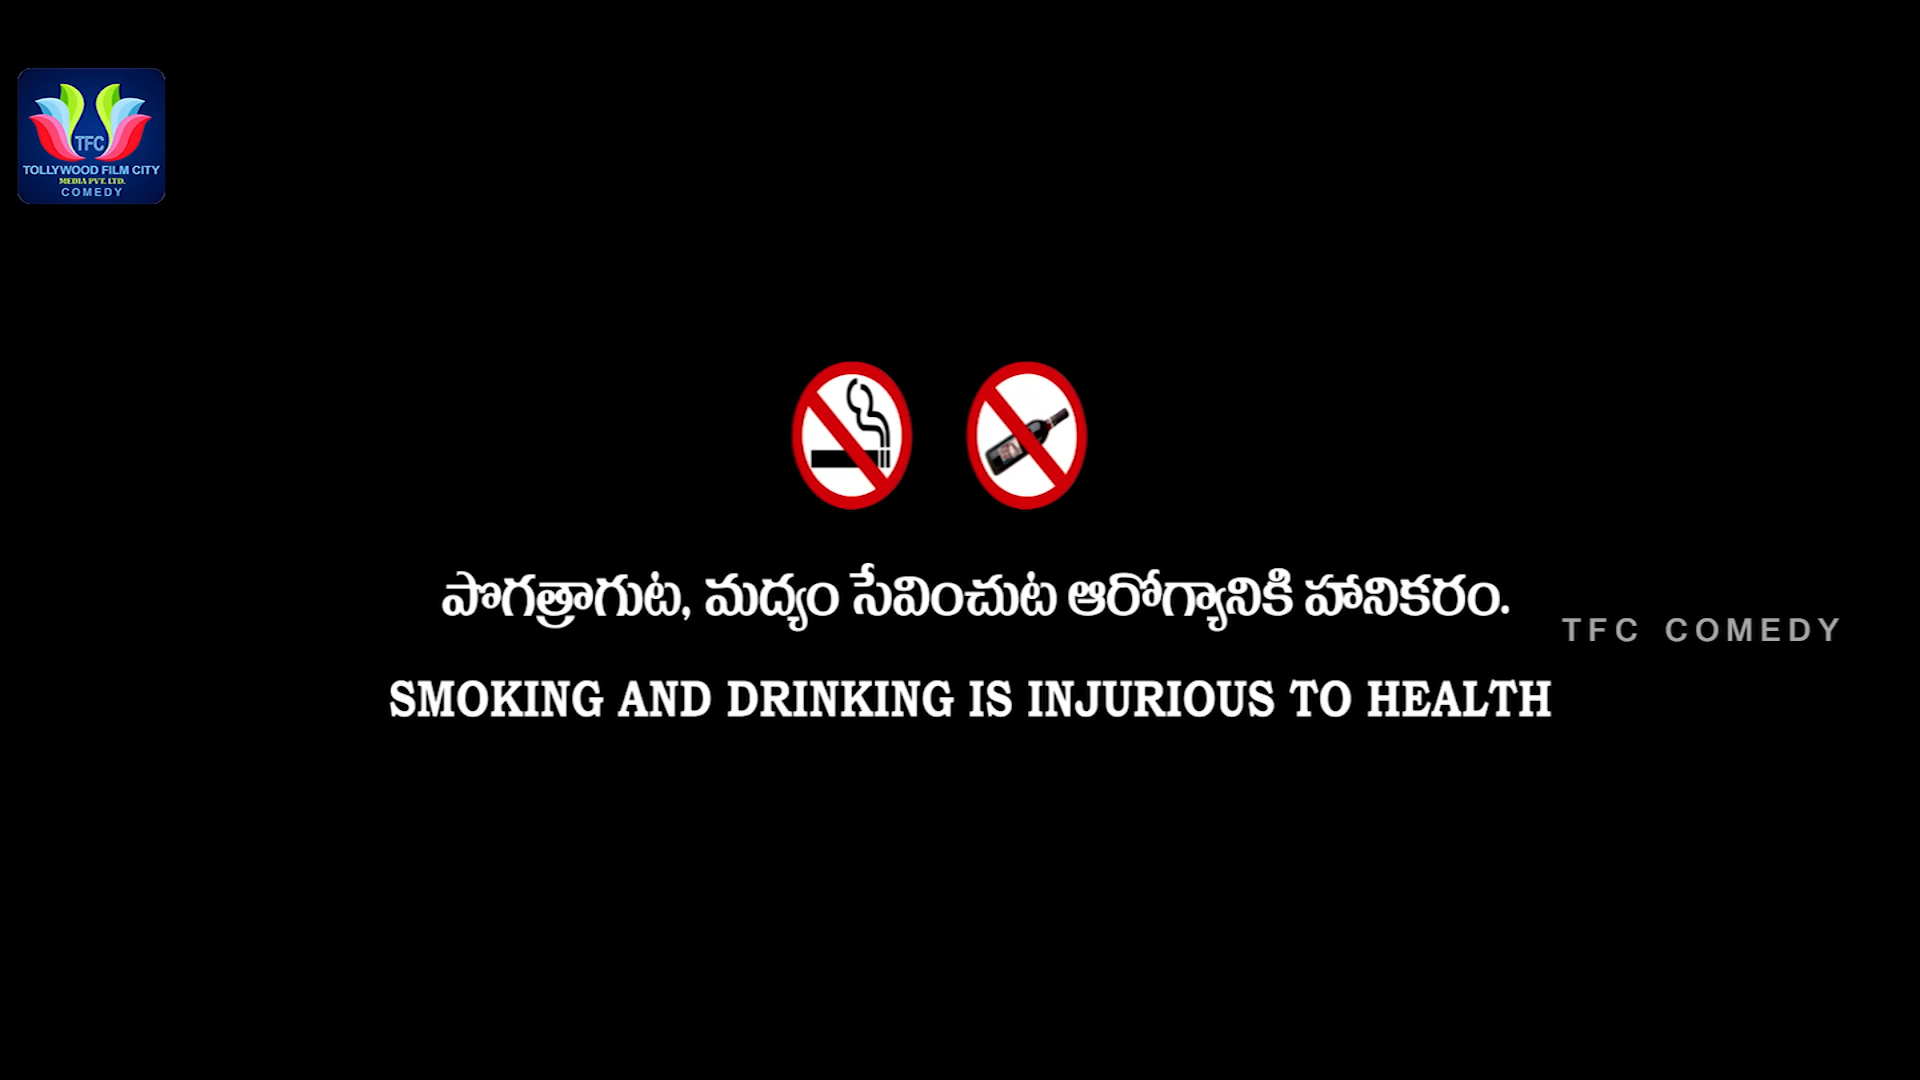 TFC
TOLLYWOOD FILM CITY
MEDIA PVT. LTD.
COMEDY
పొగత్రాగుట, మద్యం సేవించుట ఆరోగ్యానికి హానికరం.
TFC COMEDY
SMOKING AND DRINKING IS INJURIOUS TO HEALTH